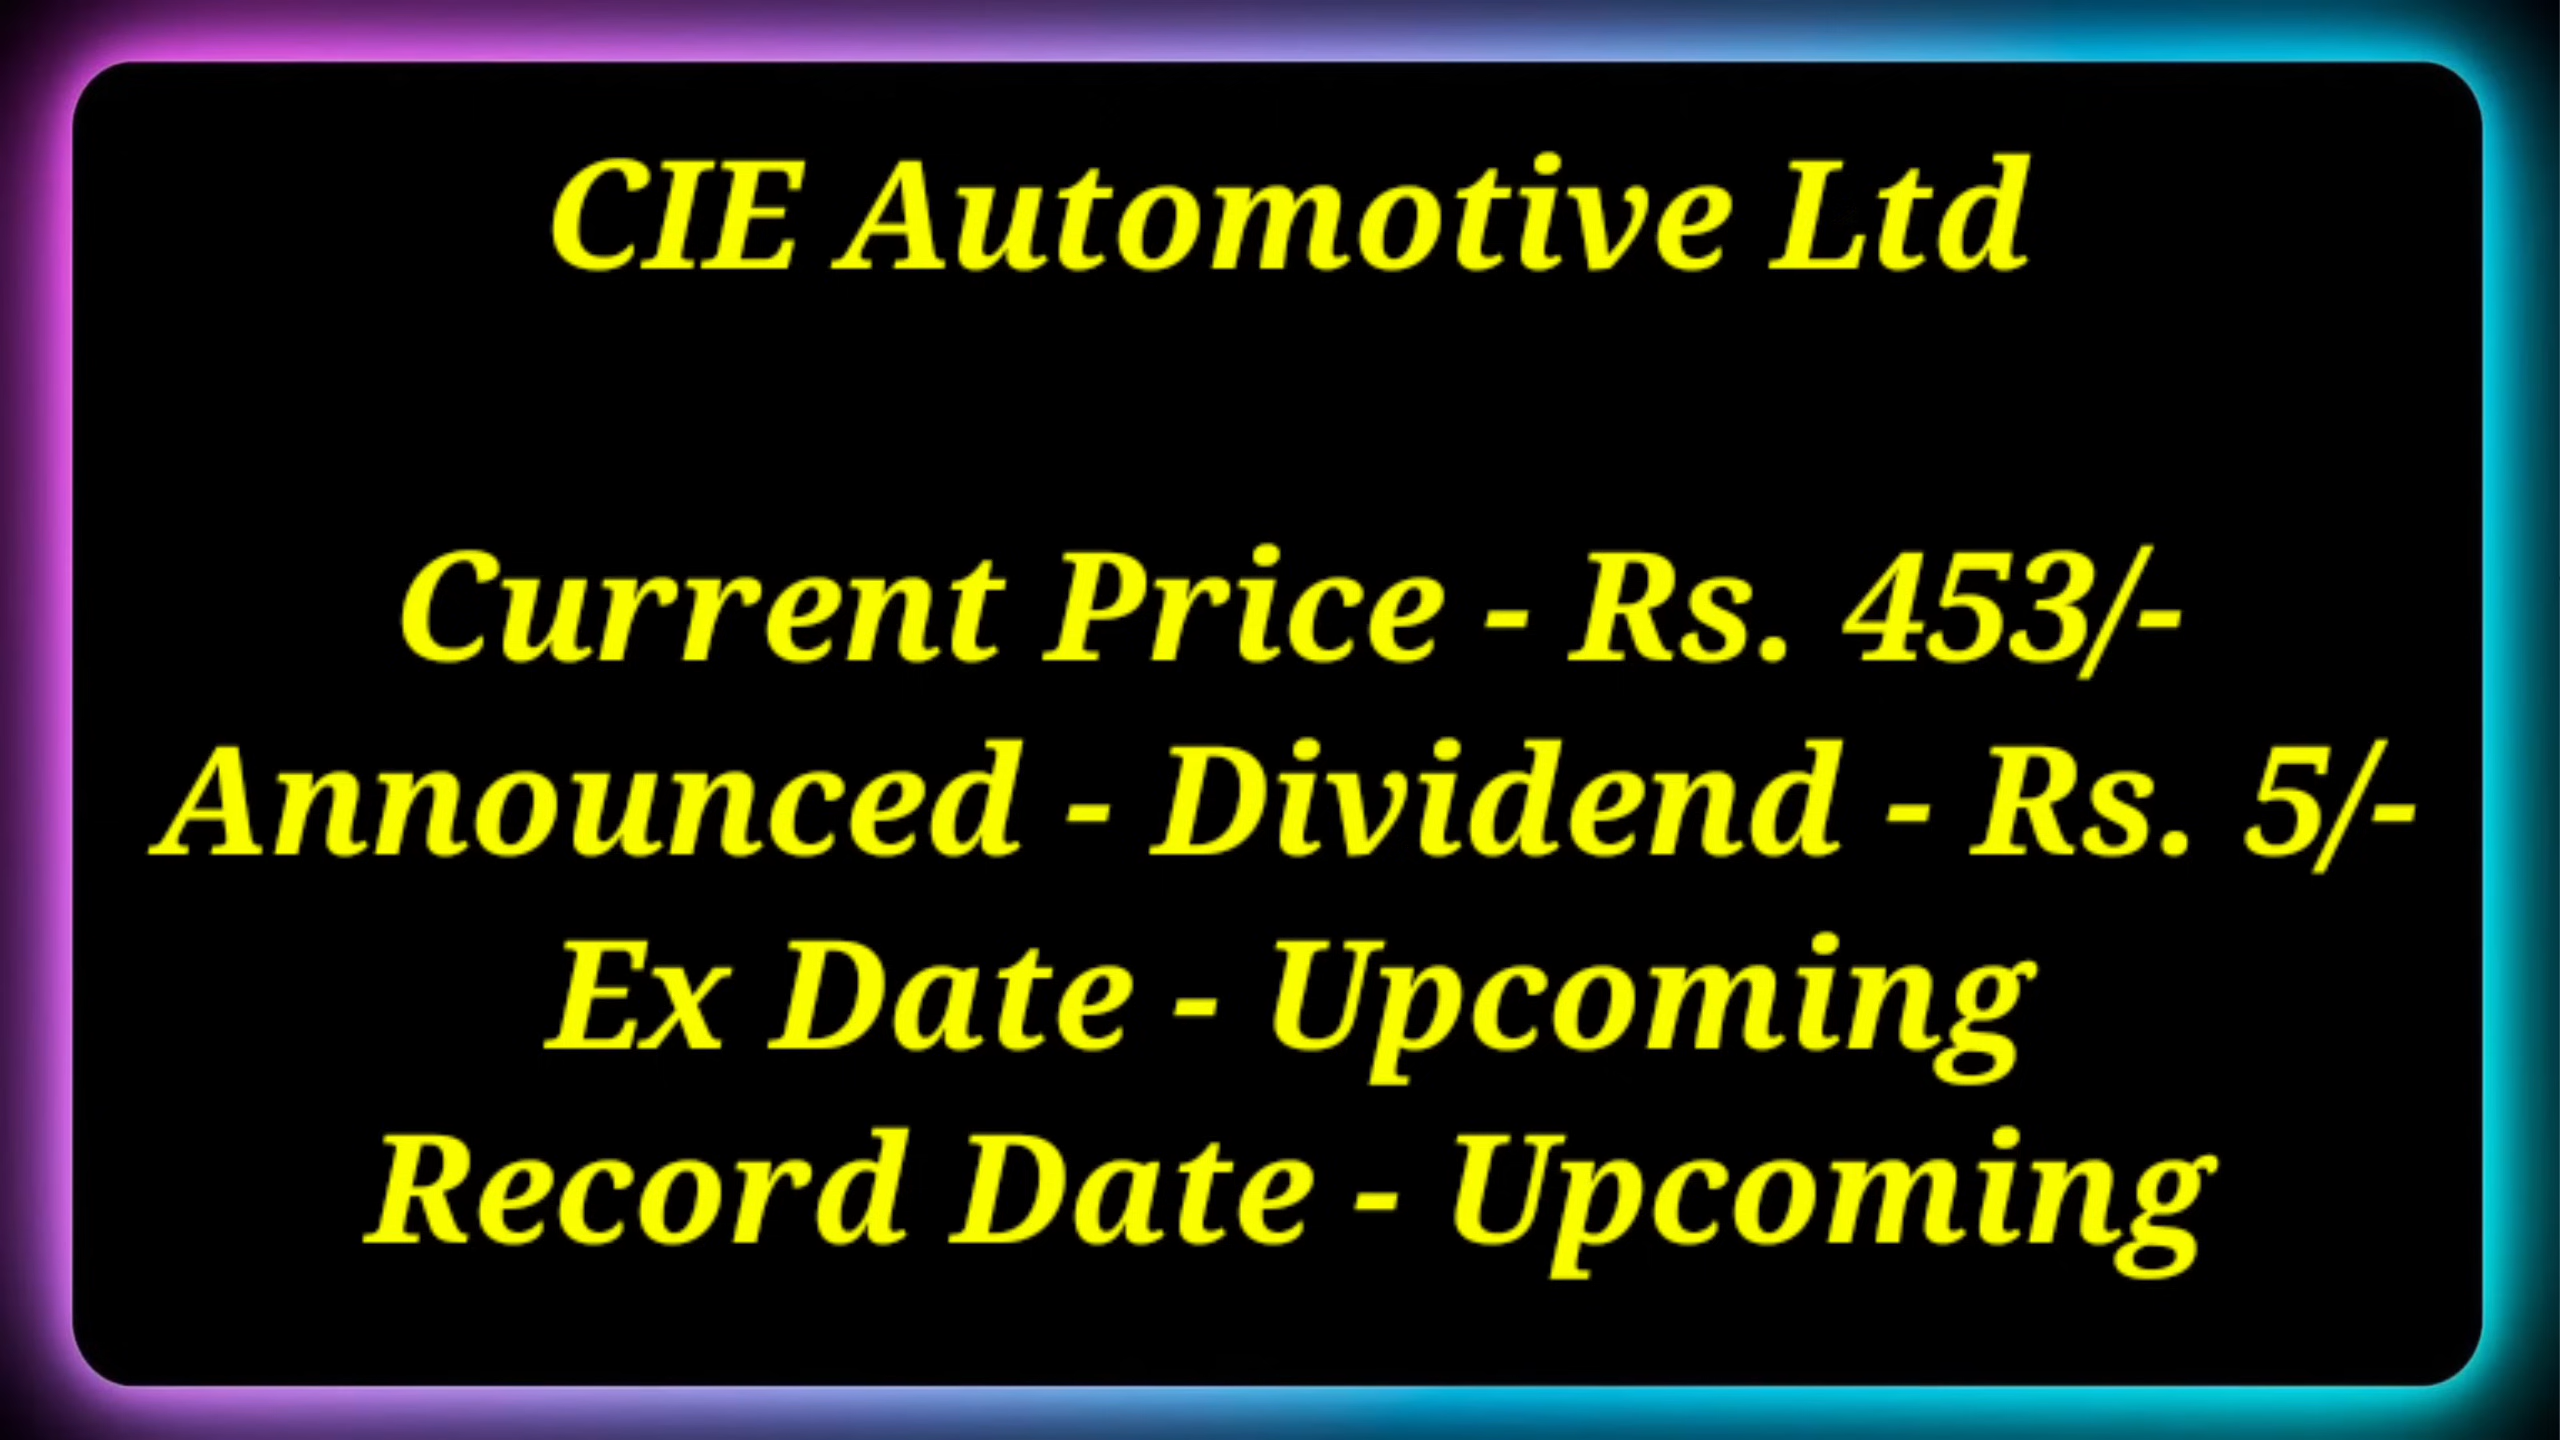 CIE Automotive Ltd
Current Price - Rs. 453/-
Announced - Dividend - Rs. 5/-
Ex Date - Upcoming
Record Date - Upcoming